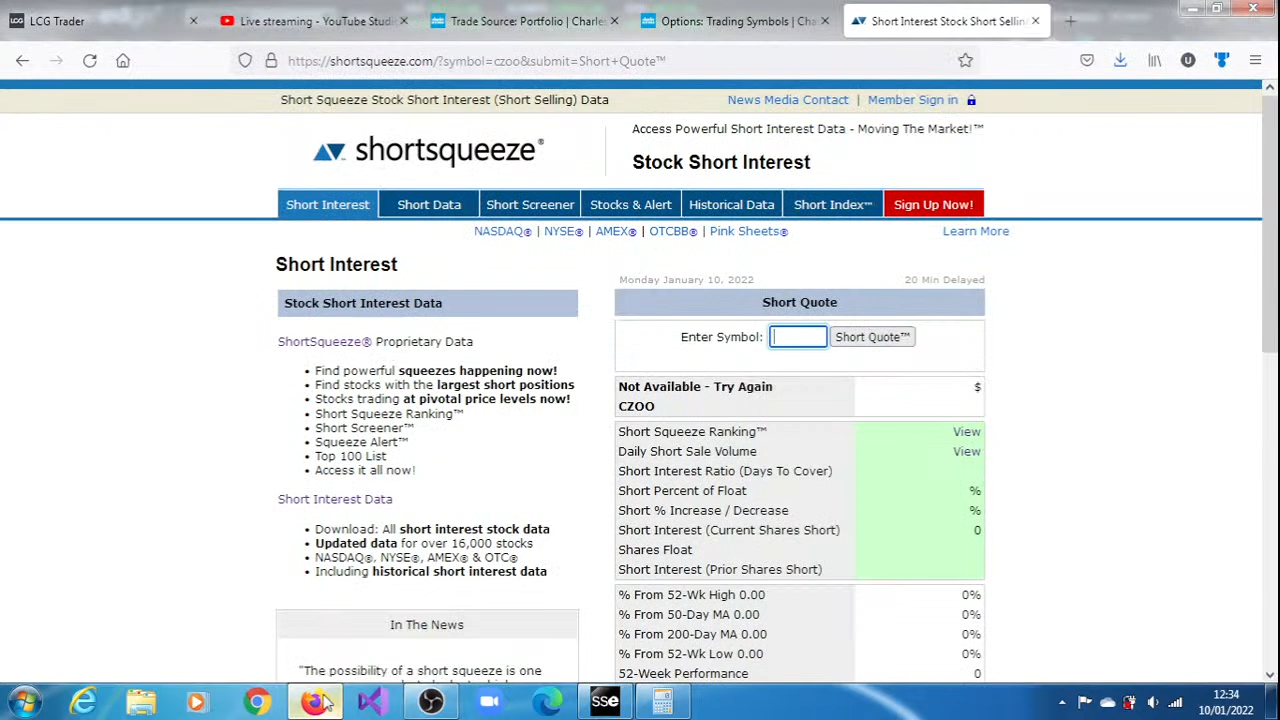 LCG LCG Trader
Live streaming - YouTube Studi
Trade Source: Portfolio | Charles
Options: Trading Symbols | Cha
Short Interest Stock Short Sellin
https://shortsqueeze.com/?symbol=czoo&submit=Short+Quote™
Short Squeeze Stock Short Interest (Short Selling) Data
News Media Contact | Member Sign in
shortsqueeze®
Access Powerful Short Interest Data - Moving The Market!™
Stock Short Interest
Short Interest Short Data Short Screener Stocks & Alert Historical Data Short Index™ Sign Up Now!
NASDAQ® | NYSE® | AMEX® | OTCBB® | Pink Sheets®
Learn More
Short Interest
Stock Short Interest Data
ShortSqueeze® Proprietary Data
• Find powerful squeezes happening now!
• Find stocks with the largest short positions
• Stocks trading at pivotal price levels now!
• Short Squeeze Ranking™
• Short Screener™
• Squeeze Alert™
• Top 100 List
• Access it all now!
Short Interest Data
• Download: All short interest stock data
• Updated data for over 16,000 stocks
• NASDAQ®, NYSE®, AMEX® & OTC®
• Including historical short interest data
In The News
"The possibility of a short squeeze is one
Monday January 10, 2022
20 Min Delayed
Short Quote
Enter Symbol: Short Quote™
Not Available - Try Again $
CZOO
Short Squeeze Ranking™ View
Daily Short Sale Volume View
Short Interest Ratio (Days To Cover)
Short Percent of Float %
Short % Increase / Decrease %
Short Interest (Current Shares Short) 0
Shares Float
Short Interest (Prior Shares Short)
% From 52-Wk High 0.00 0%
% From 50-Day MA 0.00 0%
% From 200-Day MA 0.00 0%
% From 52-Wk Low 0.00 0%
52-Week Performance 0
sse
12:34
10/01/2022